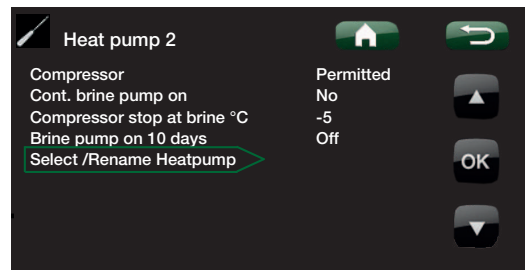 Heat pump 2
Compressor Permitted
Cont. brine pump on No
Compressor stop at brine °C -5
Brine pump on 10 days Off
Select /Rename Heatpump
OK